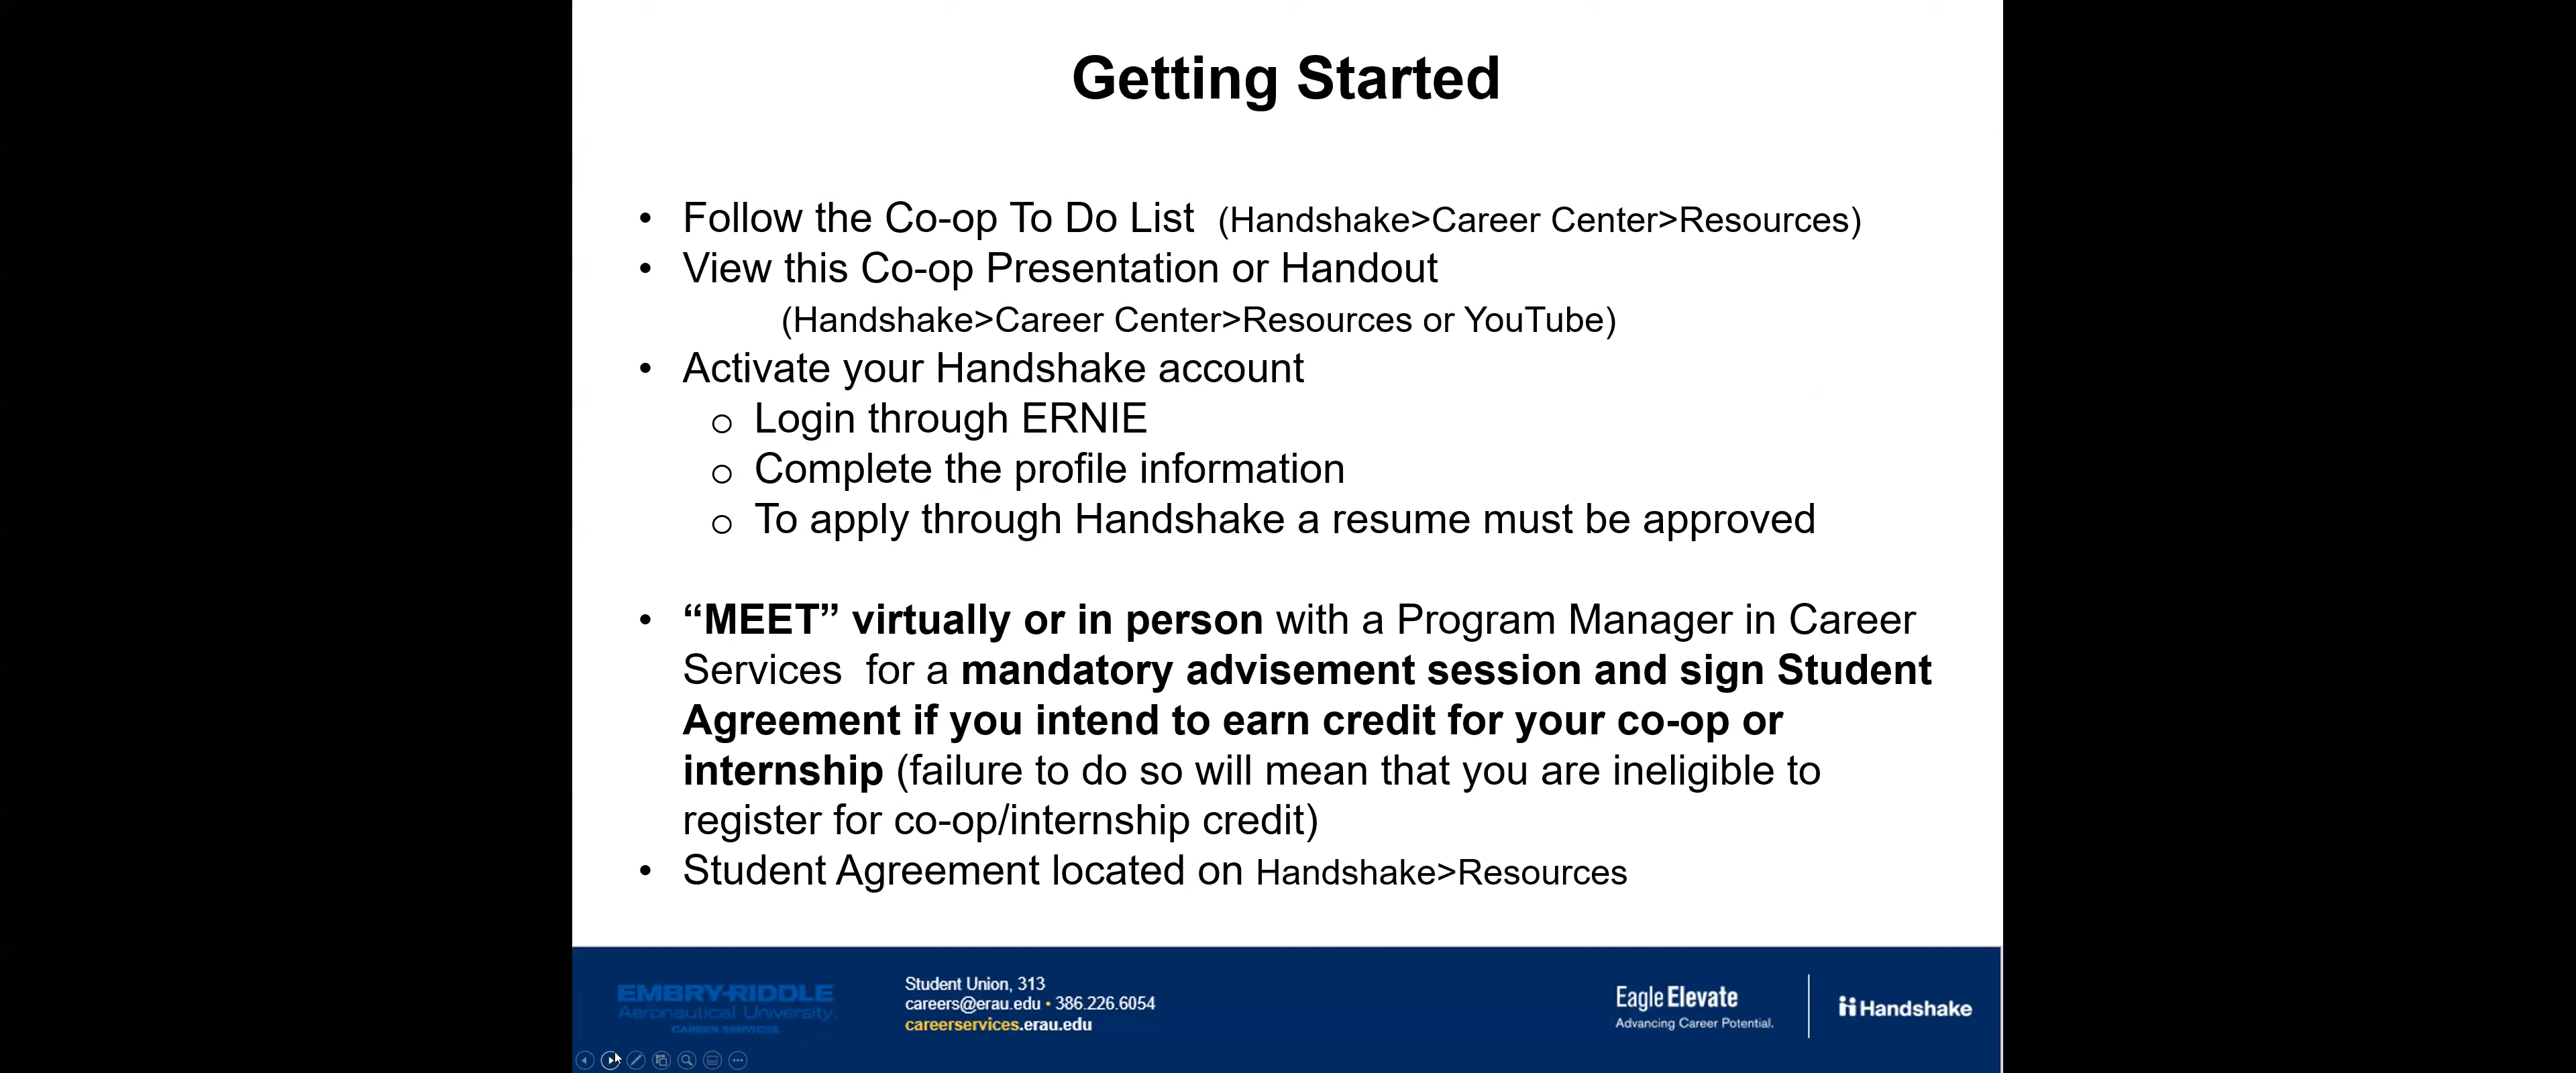 Getting Started
• Follow the Co-op To Do List (Handshake>Career Center>Resources)
• View this Co-op Presentation or Handout
(Handshake>Career Center>Resources or YouTube)
• Activate your Handshake account
o Login through ERNIE
o Complete the profile information
o To apply through Handshake a resume must be approved
• “MEET” virtually or in person with a Program Manager in Career
Services for a mandatory advisement session and sign Student
Agreement if you intend to earn credit for your co-op or
internship (failure to do so will mean that you are ineligible to
register for co-op/internship credit)
• Student Agreement located on Handshake>Resources
EMBRY-RIDDLE
Aeronautical University.
CAREER SERVICES
Student Union, 313
careers@erau.edu • 386.226.6054
careerservices.erau.edu
Eagle Elevate
Advancing Career Potential.
Handshake